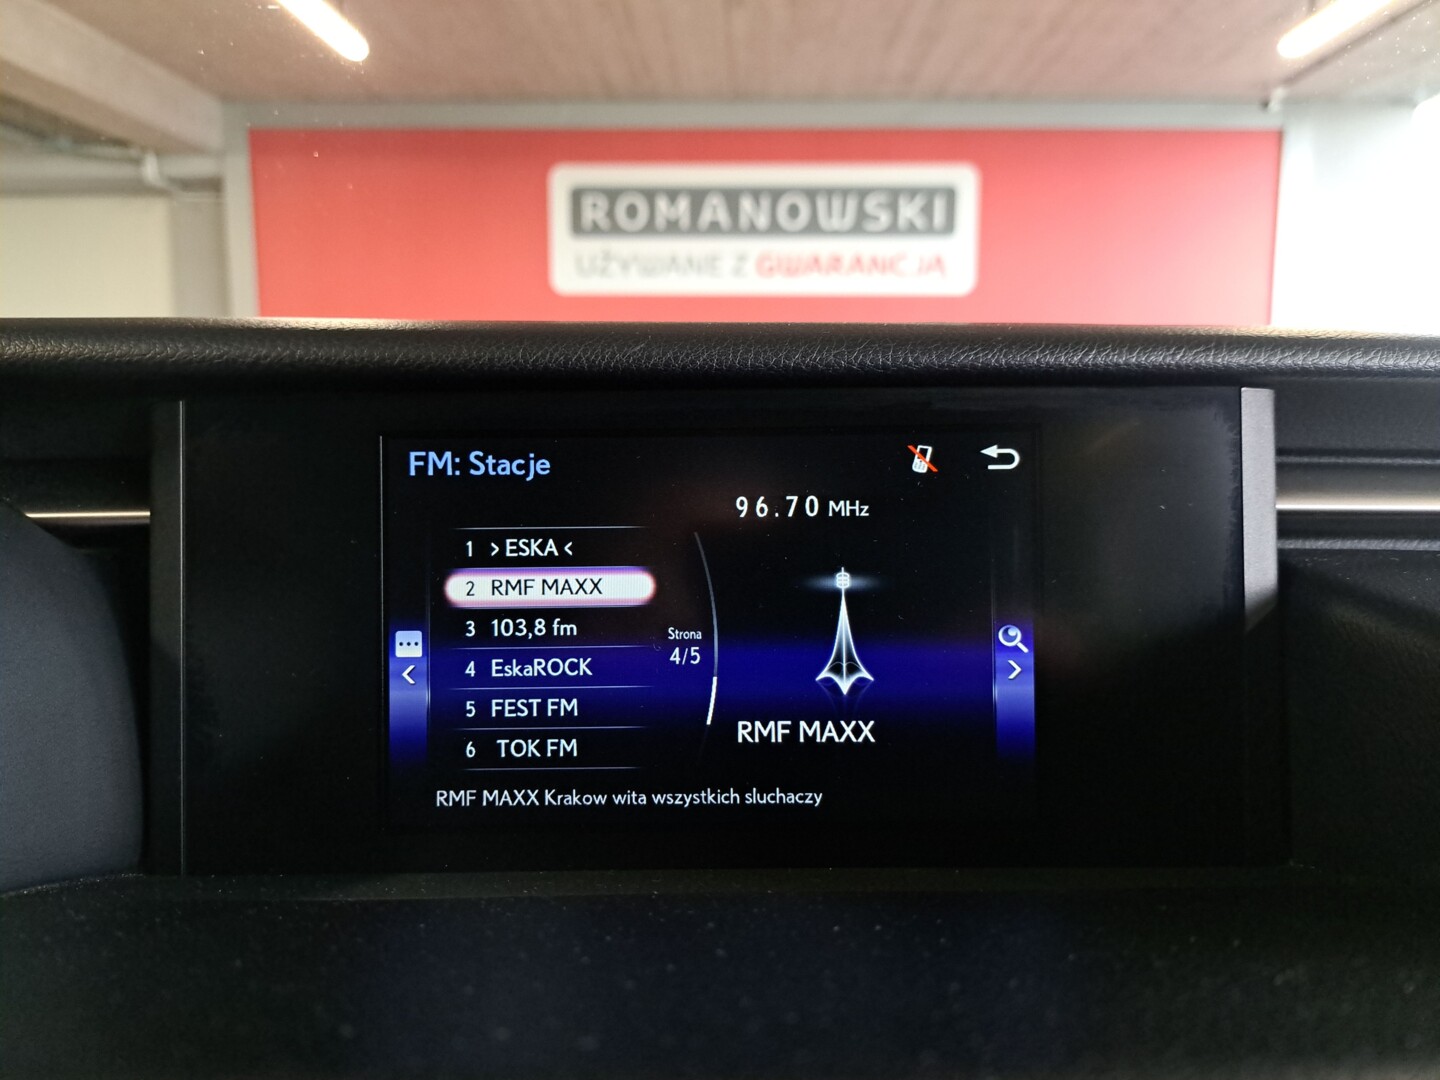 ROMANOWSKI
UŻYWANE Z GWARANCJĄ
FM: Stacje
96.70 MHz
1 > ESKA <
2 RMF MAXX
3 103,8 fm
4 EskaROCK
5 FEST FM
6 TOK FM
Strona
4/5
RMF MAXX
RMF MAXX Krakow wita wszystkich sluchaczy